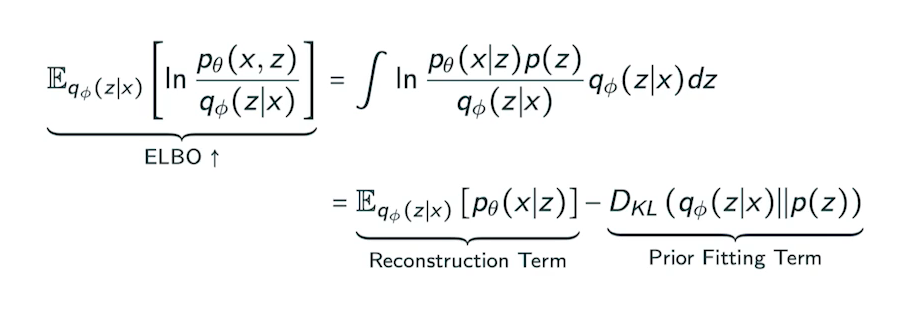 𝔼_{q_ϕ(z|x)} [ln p_θ(x, z) / q_ϕ(z|x)] = ∫ ln p_θ(x|z)p(z) / q_ϕ(z|x) q_ϕ(z|x)dz
ELBO ↑
= 𝔼_{q_ϕ(z|x)} [p_θ(x|z)] − D_{KL} (q_ϕ(z|x)||p(z))
Reconstruction Term Prior Fitting Term